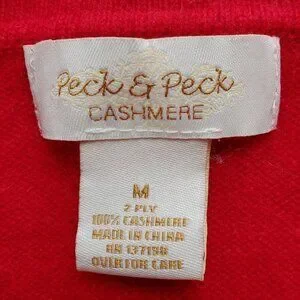 Peck & Peck
CASHMERE
M
2 PLY
100% CASHMERE
MADE IN CHINA
RN 137198
OVER FOR CARE